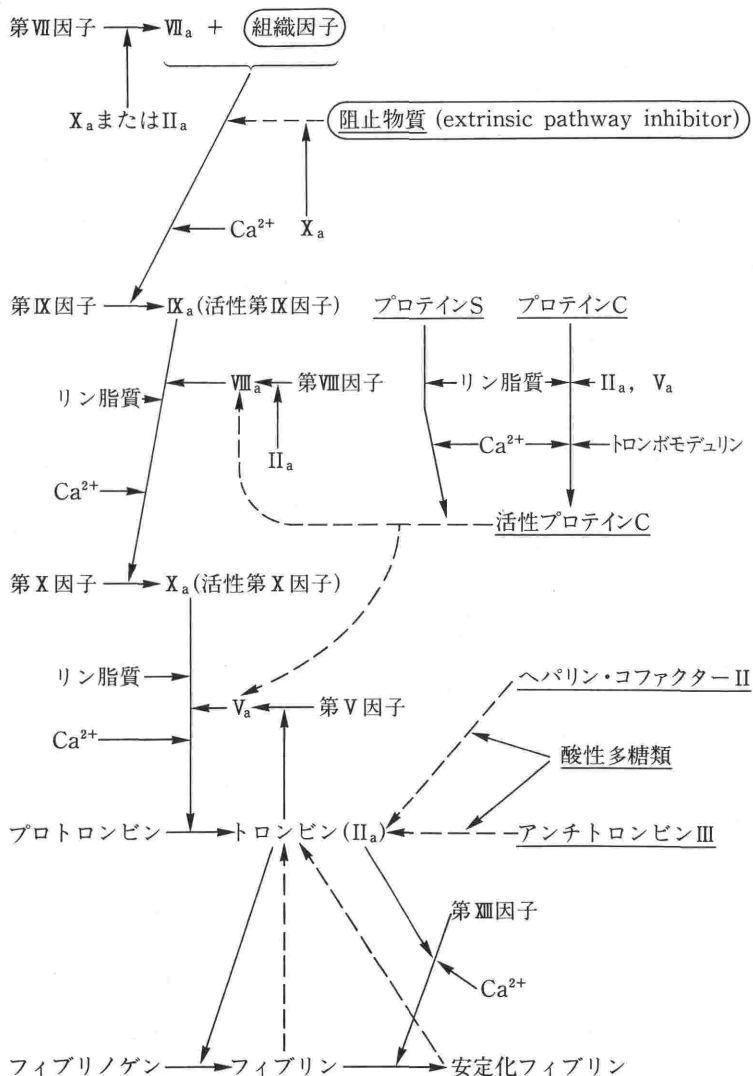 第Ⅶ因子 Ⅶa + 組織因子
XaまたはIIa
阻止物質 (extrinsic pathway inhibitor)
Ca2+ Xa
第Ⅸ因子 Ⅸa(活性第Ⅸ因子) プロテインS プロテインC
リン脂質 Ⅷa 第Ⅷ因子 リン脂質 IIa, Va
IIa Ca2+ トロンボモデュリン
Ca2+
活性プロテインC
第X因子 Xa(活性第X因子)
リン脂質 ヘパリン・コファクターII
Va 第V因子
Ca2+ 酸性多糖類
プロトロンビン トロンビン(IIa) アンチトロンビンIII
第XIII因子
Ca2+
フィブリノゲン フィブリン 安定化フィブリン